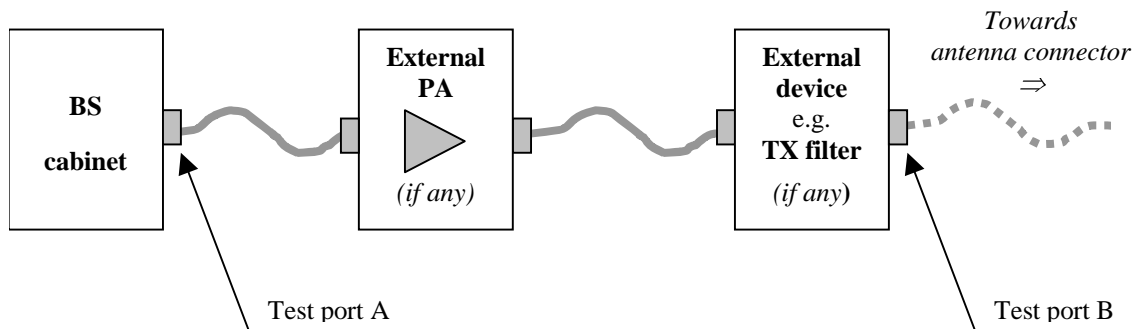 BS
cabinet
External
PA
(if any)
External
device
e.g.
TX filter
(if any)
Towards
antenna connector
⇒
Test port A
Test port B